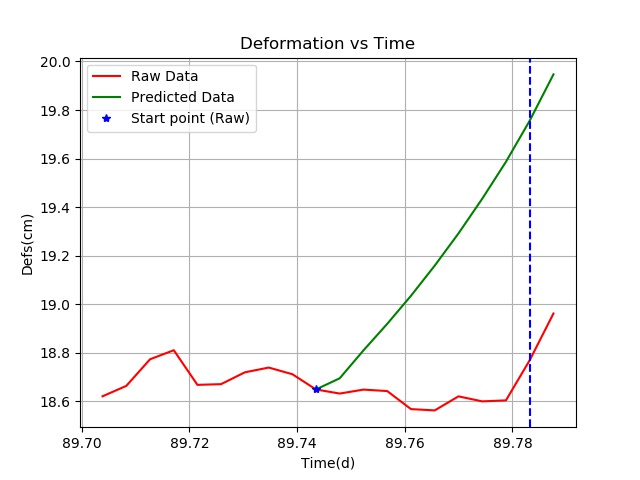 Deformation vs Time
Raw Data
Predicted Data
Start point (Raw)
Defs(cm)
20.0
19.8
19.6
19.4
19.2
19.0
18.8
18.6
89.70 89.72 89.74 89.76 89.78
Time(d)